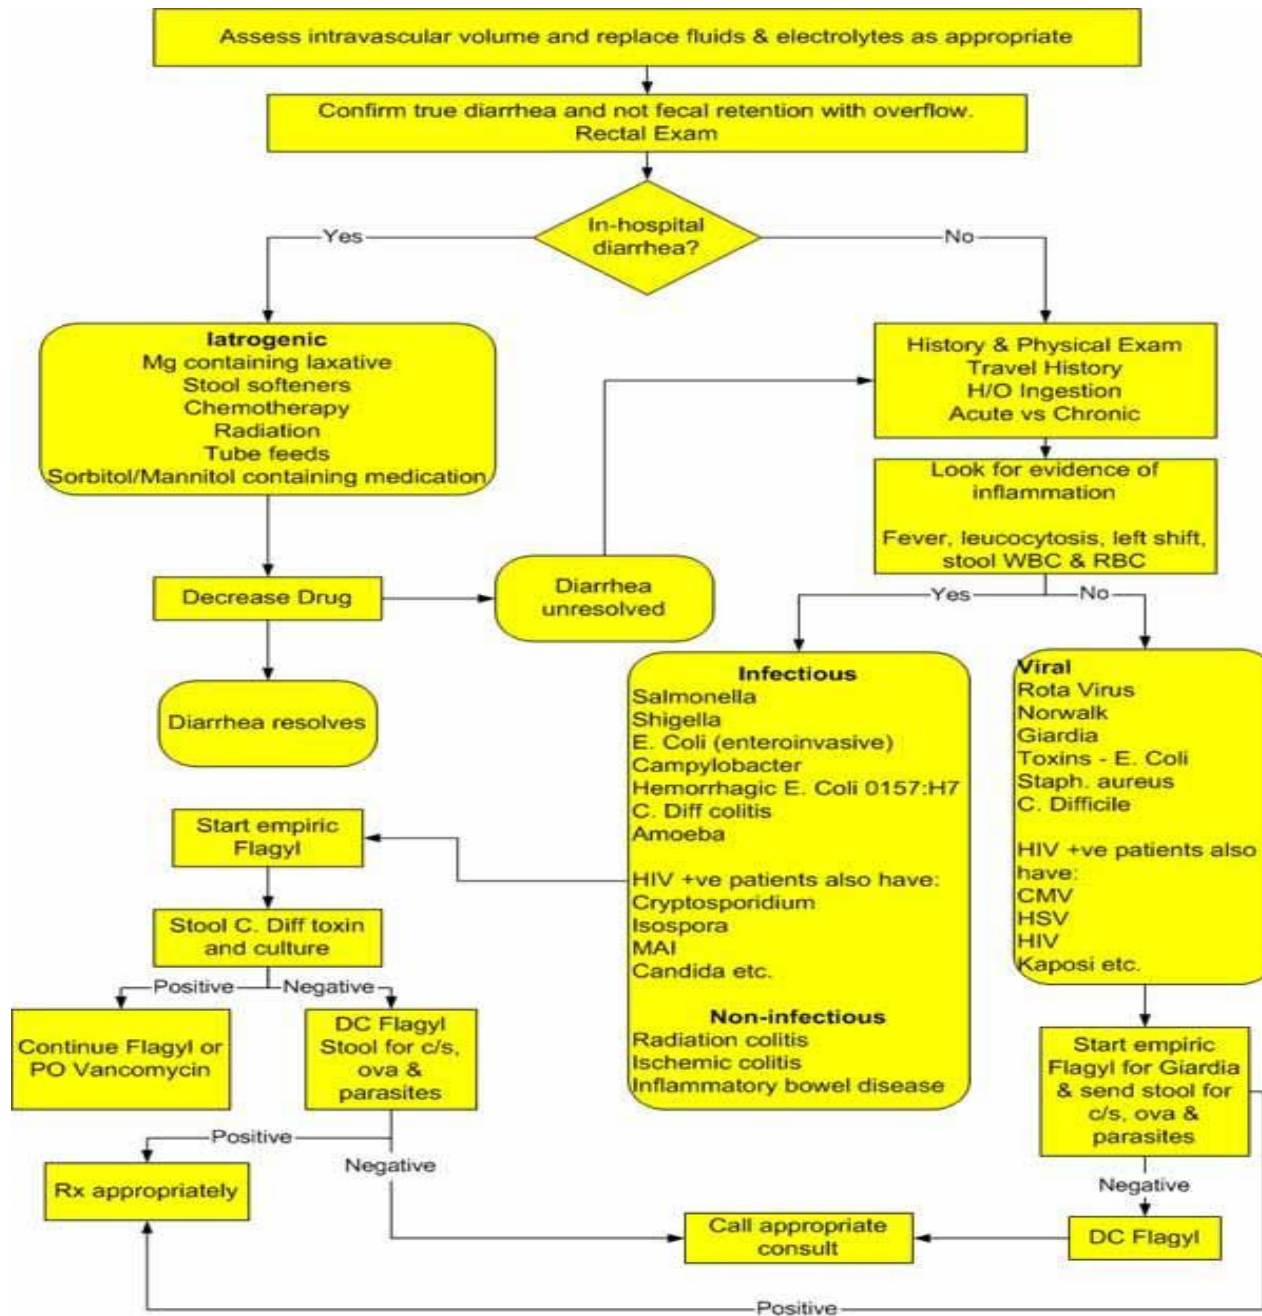 Assess intravascular volume and replace fluids & electrolytes as appropriate
Confirm true diarrhea and not fecal retention with overflow.
Rectal Exam
In-hospital
diarrhea?
Yes
No
Iatrogenic
Mg containing laxative
Stool softeners
Chemotherapy
Radiation
Tube feeds
Sorbitol/Mannitol containing medication
History & Physical Exam
Travel History
H/O Ingestion
Acute vs Chronic
Look for evidence of
inflammation
Fever, leucocytosis, left shift,
stool WBC & RBC
Decrease Drug
Diarrhea
unresolved
Diarrhea resolves
Yes
No
Infectious
Salmonella
Shigella
E. Coli (enteroinvasive)
Campylobacter
Hemorrhagic E. Coli 0157:H7
C. Diff colitis
Amoeba
HIV +ve patients also have:
Cryptosporidium
Isospora
MAI
Candida etc.
Non-infectious
Radiation colitis
Ischemic colitis
Inflammatory bowel disease
Viral
Rota Virus
Norwalk
Giardia
Toxins - E. Coli
Staph. aureus
C. Difficile
HIV +ve patients also
have:
CMV
HSV
HIV
Kaposi etc.
Start empiric
Flagyl
Stool C. Diff toxin
and culture
Positive
Negative
Continue Flagyl or
PO Vancomycin
DC Flagyl
Stool for c/s,
ova &
parasites
Start empiric
Flagyl for Giardia
& send stool for
c/s, ova &
parasites
Positive
Negative
Rx appropriately
Negative
Call appropriate
consult
DC Flagyl
Positive